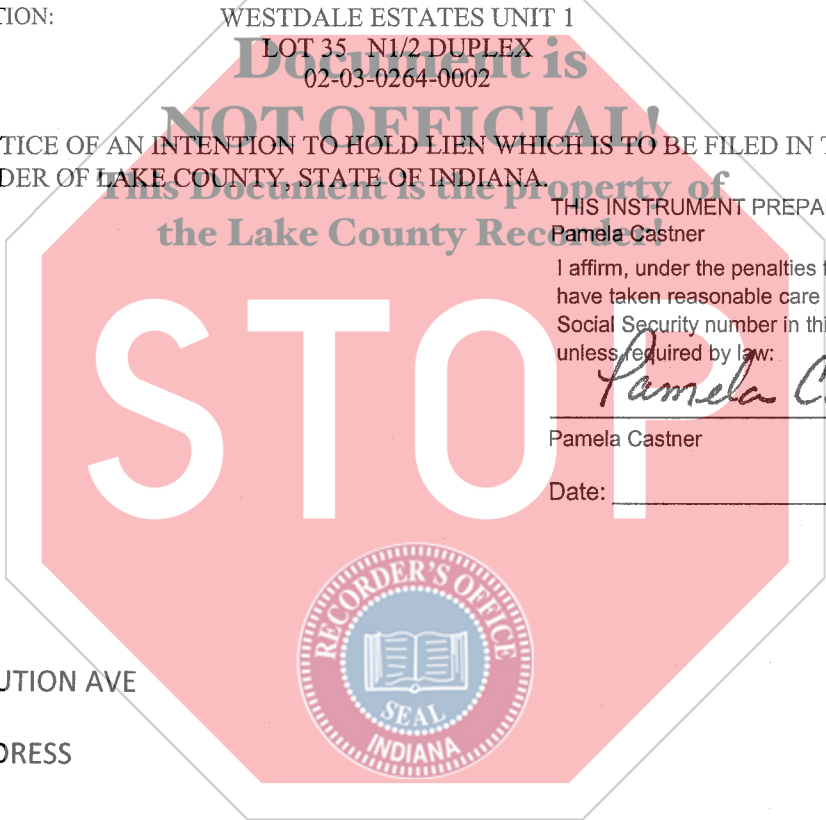 TION: WESTDALE ESTATES UNIT 1
LOT 35 N1/2 DUPLEX
02-03-0264-0002
Document is
NOT OFFICIAL!
This Document is the property of
the Lake County Recorder!
TICE OF AN INTENTION TO HOLD LIEN WHICH IS TO BE FILED IN T
DER OF LAKE COUNTY, STATE OF INDIANA.
THIS INSTRUMENT PREPA
Pamela Castner
I affirm, under the penalties f
have taken reasonable care
Social Security number in thi
unless required by law:
Pamela C
Pamela Castner
Date:
STOP
RECORDER'S OFFICE
SEAL
INDIANA
UTION AVE
DRESS